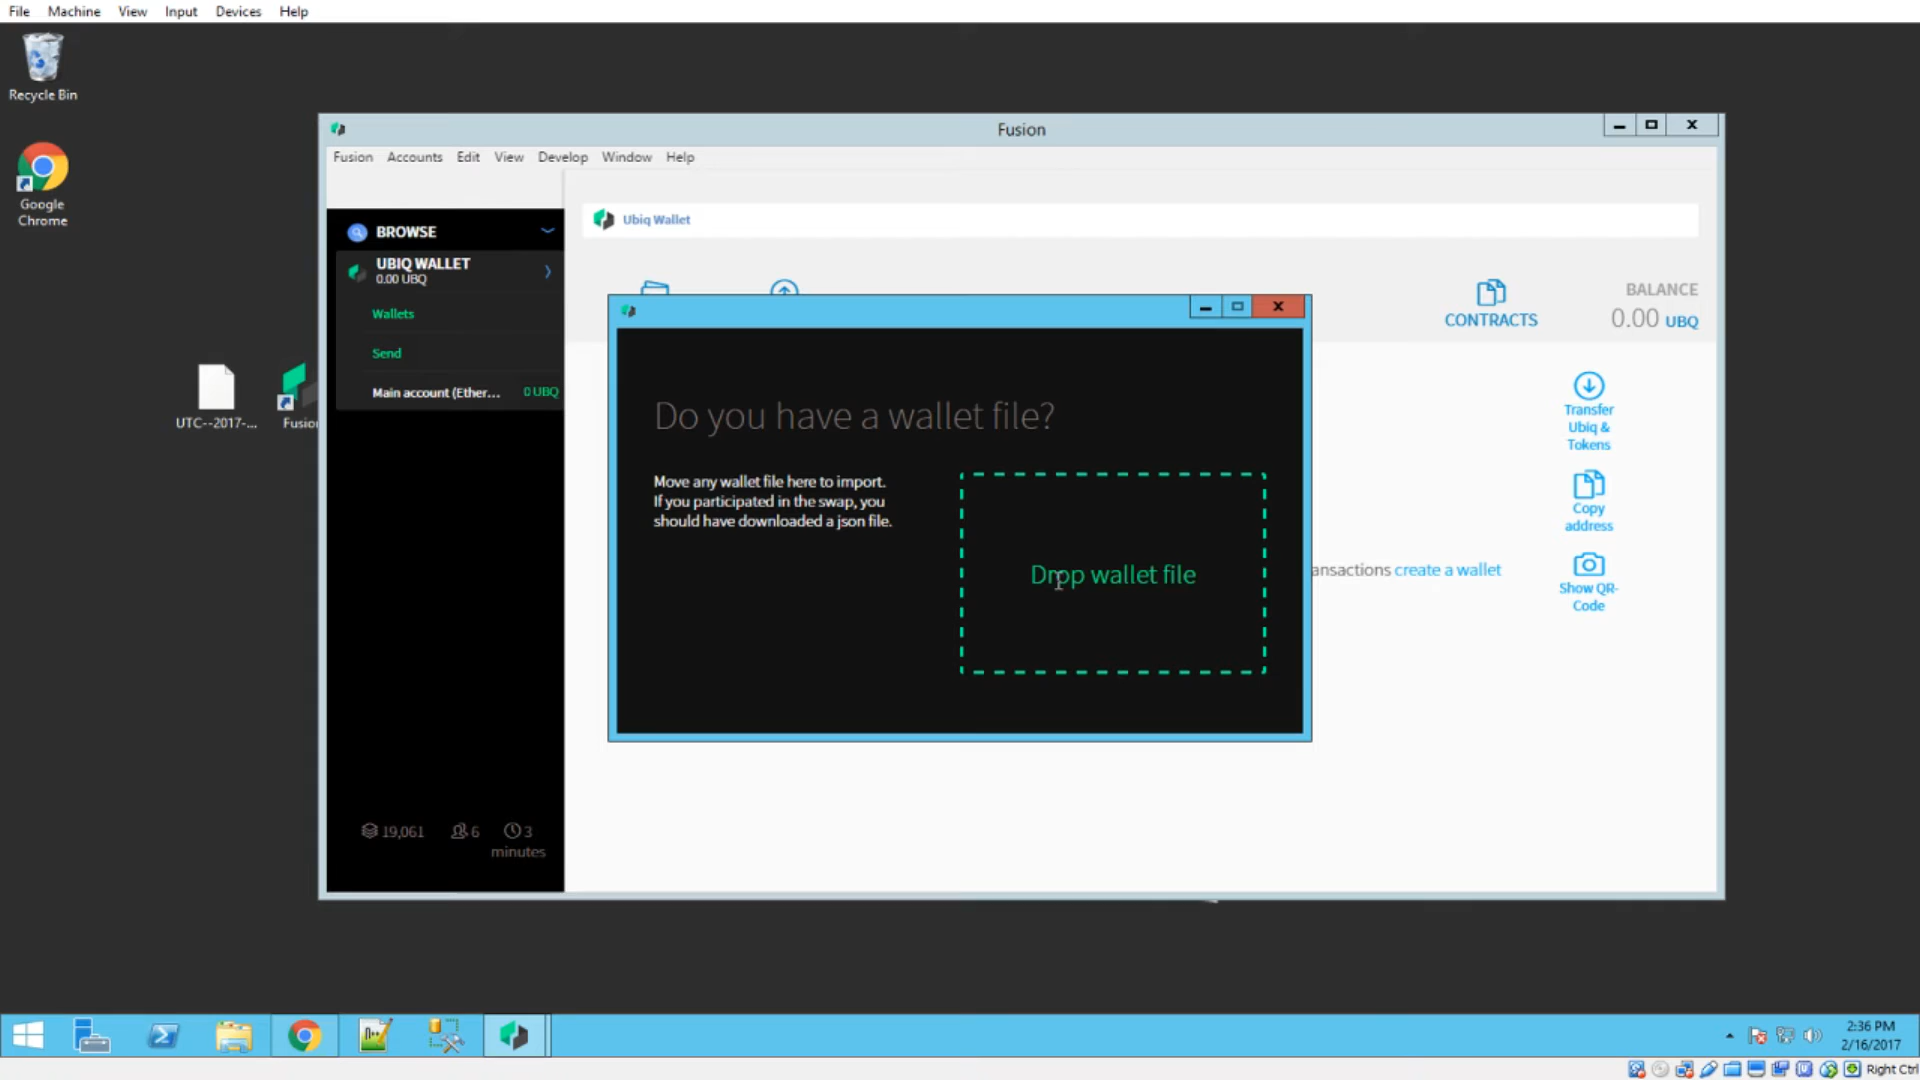 File Machine View Input Devices Help
Recycle Bin
Google
Chrome
UTC--2017-...
Fusion
Fusion
Fusion Accounts Edit View Develop Window Help
BROWSE
UBIQ WALLET
0.00 UBQ
Wallets
Send
Main account (Ether... 0 UBQ
19,061 6 3
minutes
Ubiq Wallet
CONTRACTS
BALANCE
0.00 UBQ
Do you have a wallet file?
Move any wallet file here to import.
If you participated in the swap, you
should have downloaded a json file.
Drop wallet file
ansactions create a wallet
Transfer
Ubiq &
Tokens
Copy
address
Show QR-
Code
2:36 PM
2/16/2017
Right Ctrl